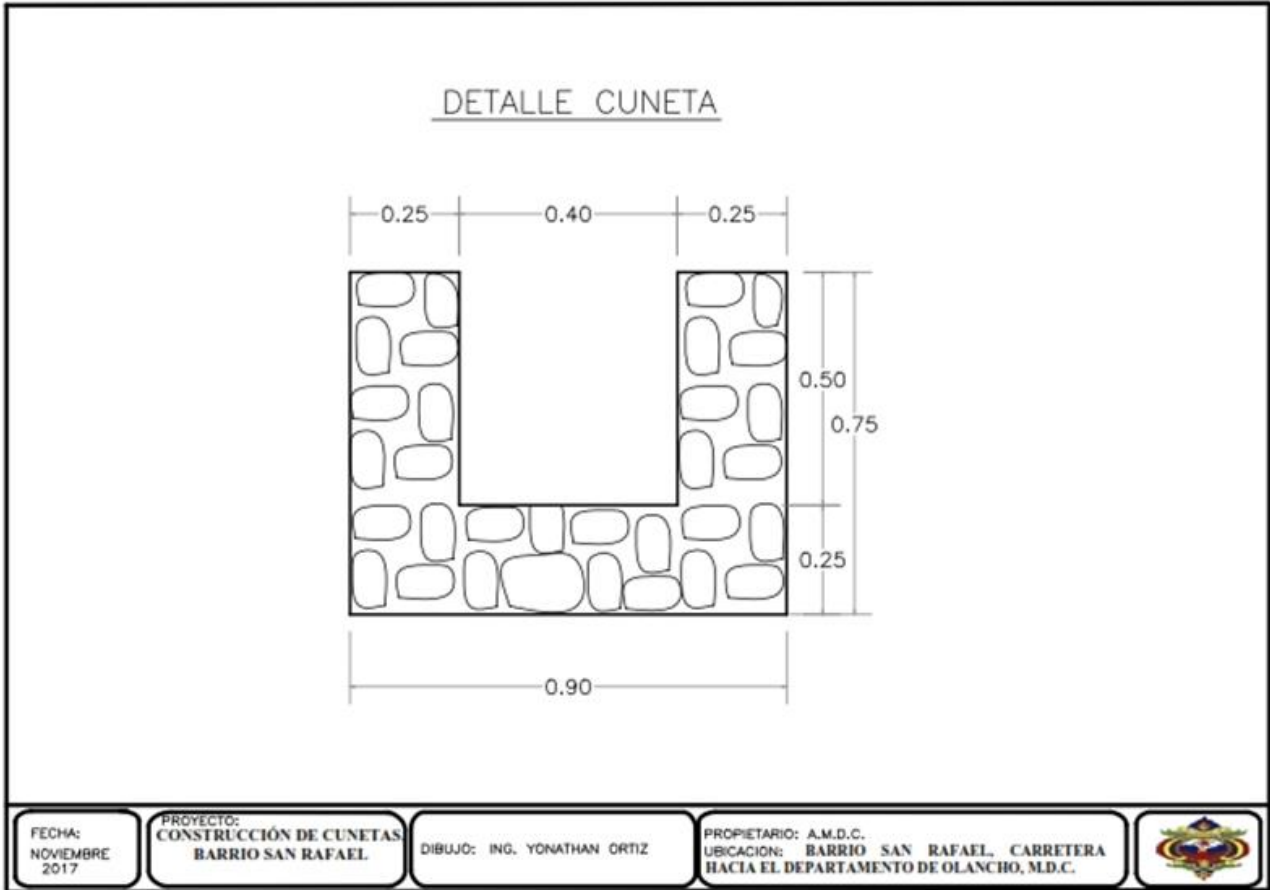 DETALLE CUNETA
0.25
0.40
0.25
0.50
0.75
0.25
0.90
FECHA:
NOVIEMBRE
2017
PROYECTO:
CONSTRUCCIÓN DE CUNETAS,
BARRIO SAN RAFAEL
DIBUJO: ING. YONATHAN ORTIZ
PROPIETARIO: A.M.D.C.
UBICACION: BARRIO SAN RAFAEL, CARRETERA
HACIA EL DEPARTAMENTO DE OLANCHO, M.D.C.